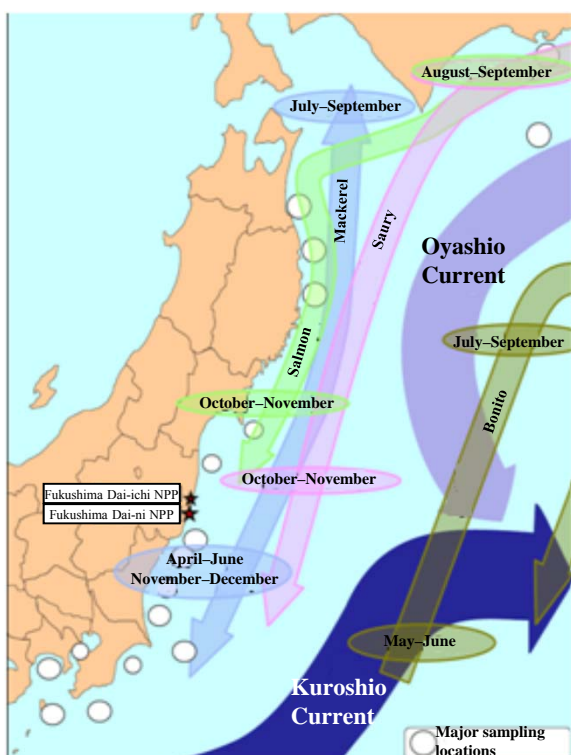 August–September
July–September
Mackerel
Saury
Oyashio
Current
July–September
Salmon
Bonito
October–November
October–November
Fukushima Dai-ichi NPP
Fukushima Dai-ni NPP
April–June
November–December
May–June
Kuroshio
Current
Major sampling
locations